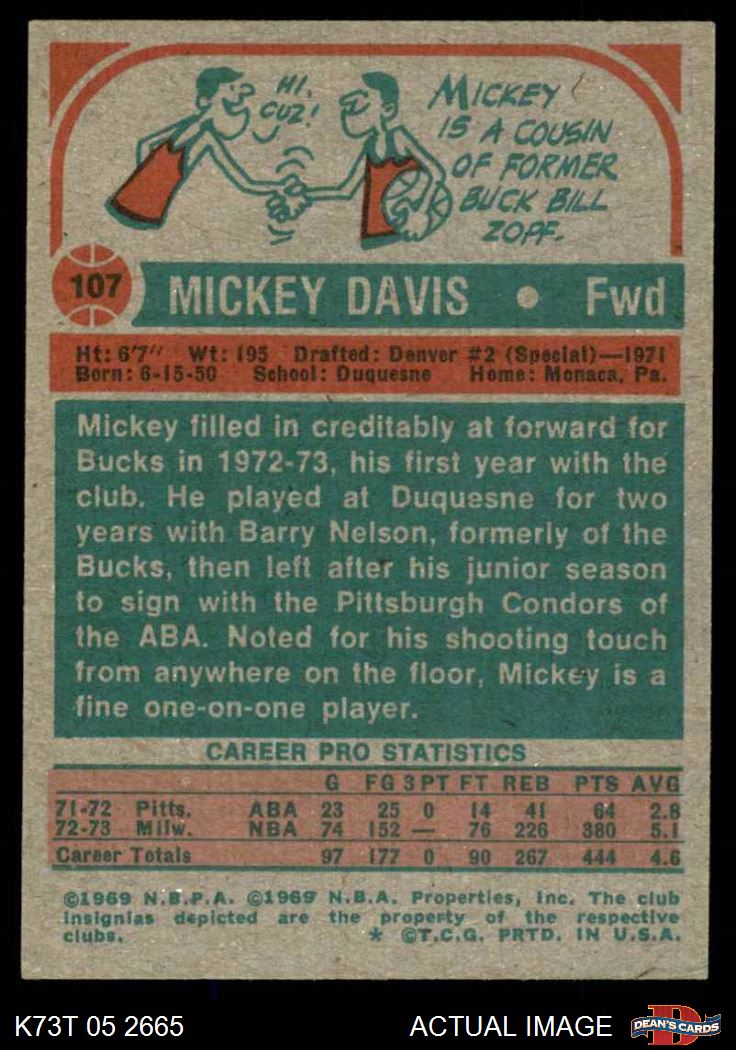 HI,
CUZ!
MICKEY
IS A COUSIN
OF FORMER
BUCK BILL
ZOPF.
107 MICKEY DAVIS • Fwd
Ht: 6'7" Wt: 195 Drafted: Denver #2 (Special)—1971
Born: 6-15-50 School: Duquesne Home: Monaca, Pa.
Mickey filled in creditably at forward for
Bucks in 1972-73, his first year with the
club. He played at Duquesne for two
years with Barry Nelson, formerly of the
Bucks, then left after his junior season
to sign with the Pittsburgh Condors of
the ABA. Noted for his shooting touch
from anywhere on the floor, Mickey is a
fine one-on-one player.
CAREER PRO STATISTICS
G FG 3PT FT REB PTS AVG
71-72 Pitts. ABA 23 25 0 14 41 64 2.8
72-73 Milw. NBA 74 152 — 76 226 380 5.1
Career Totals 97 177 0 90 267 444 4.6
©1969 N.B.P.A. ©1969 N.B.A. Properties, Inc. The club
insignias depicted are the property of the respective
clubs. * ©T.C.G. PRTD. IN U.S.A.
K73T 05 2665 ACTUAL IMAGE DEAN'S CARDS